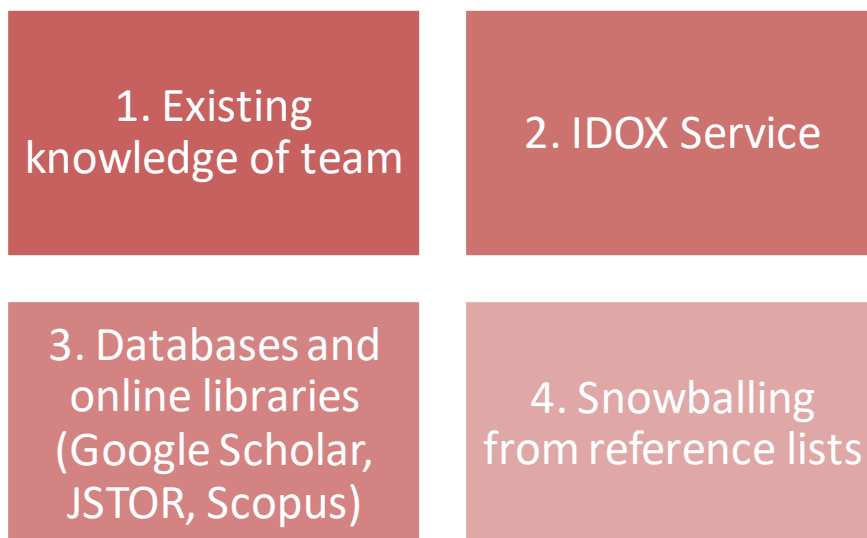 1. Existing
knowledge of team
2. IDOX Service
3. Databases and
online libraries
(Google Scholar,
JSTOR, Scopus)
4. Snowballing
from reference lists